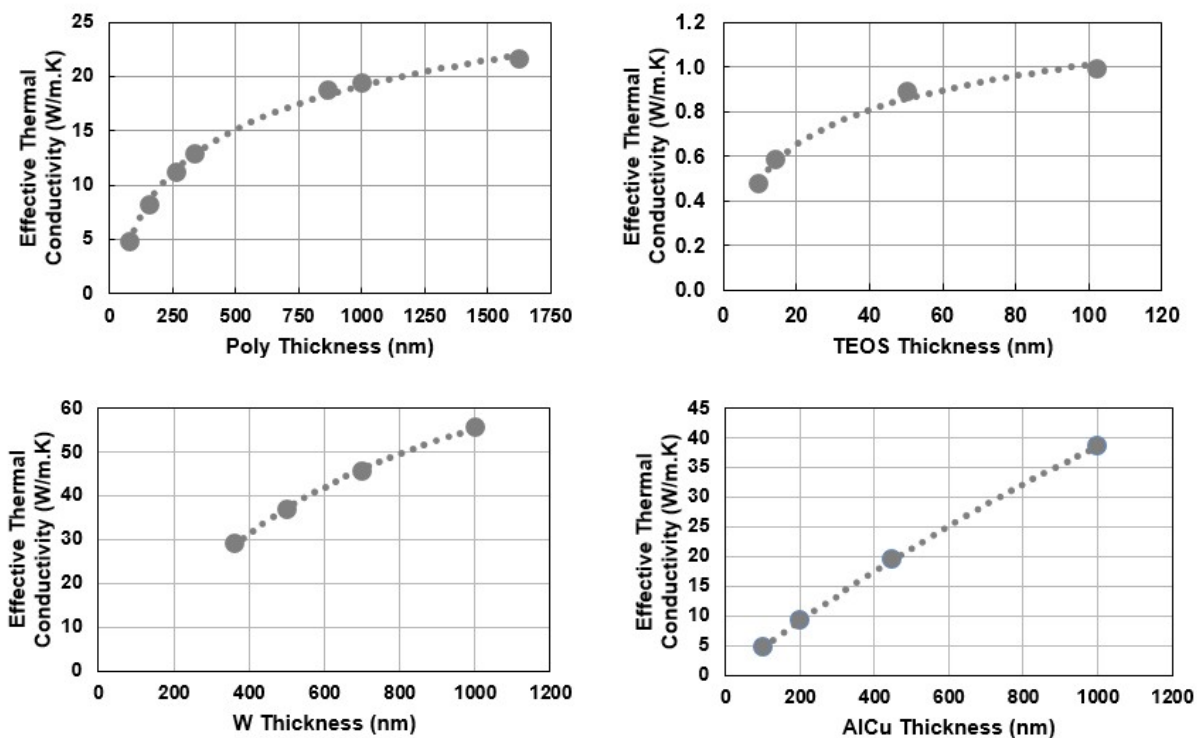 Effective Thermal
Conductivity (W/m.K)
25
20
15
10
5
0
0 250 500 750 1000 1250 1500 1750
Poly Thickness (nm)
Effective Thermal
Conductivity (W/m.K)
1.2
1.0
0.8
0.6
0.4
0.2
0.0
0 20 40 60 80 100 120
TEOS Thickness (nm)
Effective Thermal
Conductivity (W/m.K)
60
50
40
30
20
10
0
0 200 400 600 800 1000 1200
W Thickness (nm)
Effective Thermal
Conductivity (W/m.K)
45
40
35
30
25
20
15
10
5
0
0 200 400 600 800 1000 1200
AlCu Thickness (nm)